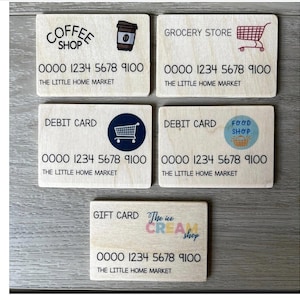 COFFEE
SHOP
0000 1234 5678 9100
THE LITTLE HOME MARKET
GROCERY STORE
0000 1234 5678 9100
THE LITTLE HOME MARKET
DEBIT CARD
0000 1234 5678 9100
THE LITTLE HOME MARKET
DEBIT CARD
FOOD
SHOP
0000 1234 5678 9100
THE LITTLE HOME MARKET
GIFT CARD
The ice
CREAM
shop
0000 1234 5678 9100
THE LITTLE HOME MARKET